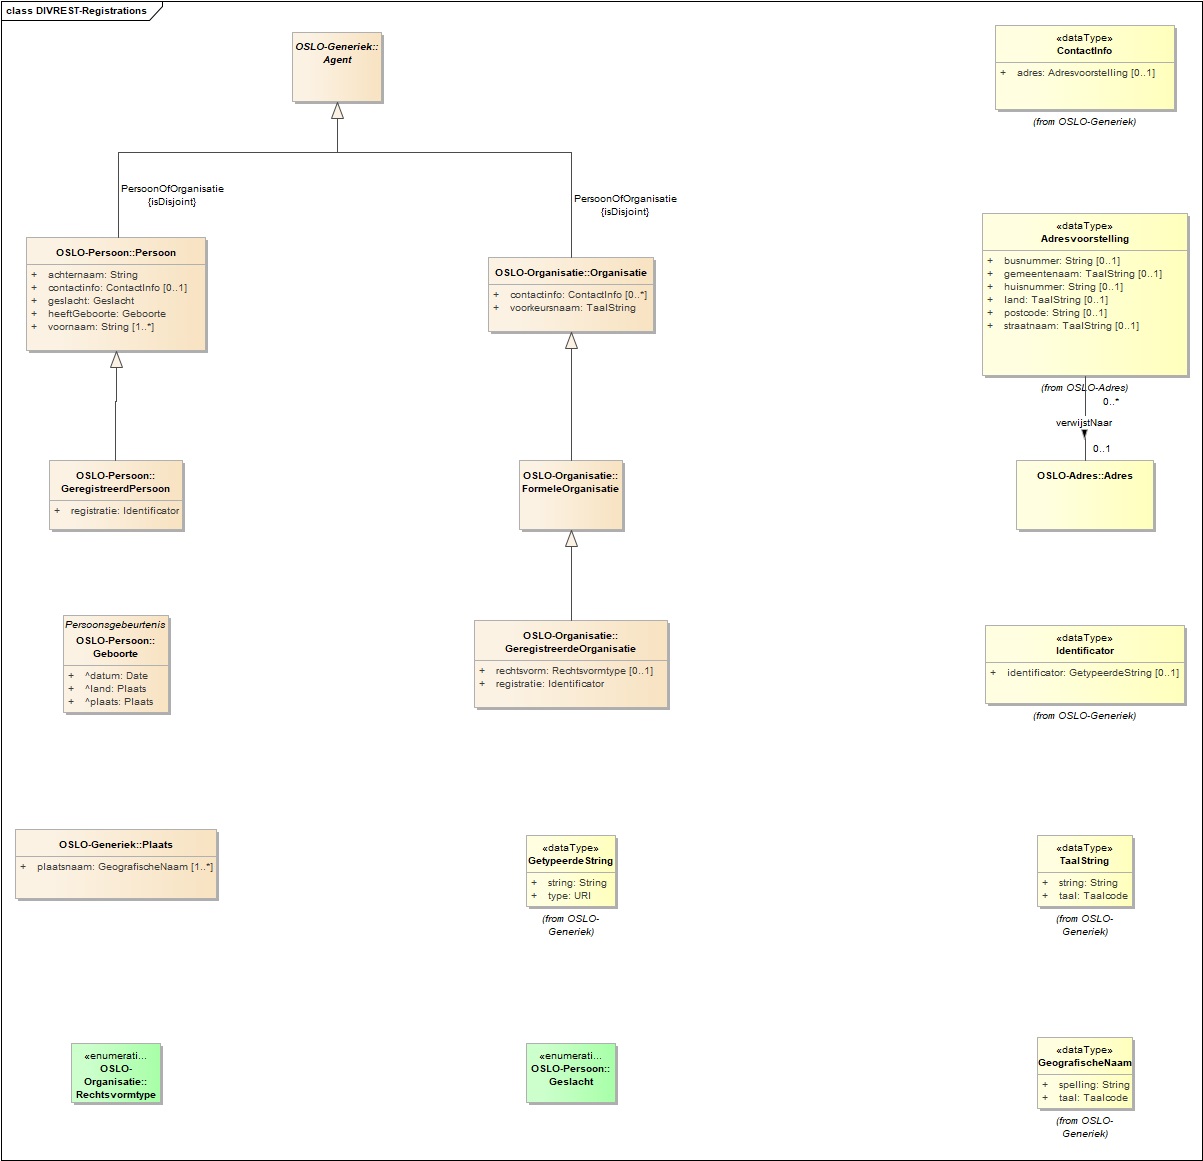 class DIVREST-Registrations
OSLO-Generiek::
Agent
PersoonOfOrganisatie
{isDisjoint}
PersoonOfOrganisatie
{isDisjoint}
OSLO-Persoon::Persoon
+ achternaam: String
+ contactinfo: ContactInfo [0..1]
+ geslacht: Geslacht
+ heeftGeboorte: Geboorte
+ voornaam: String [1..*]
OSLO-Organisatie::Organisatie
+ contactinfo: ContactInfo [0..*]
+ voorkeursnaam: TaalString
OSLO-Persoon::
GeregistreerdPersoon
+ registratie: Identificator
OSLO-Organisatie::
FormeleOrganisatie
Persoonsgebeurtenis
OSLO-Persoon::
Geboorte
+ ^datum: Date
+ ^land: Plaats
+ ^plaats: Plaats
OSLO-Organisatie::
GeregistreerdeOrganisatie
+ rechtsvorm: Rechtsvormtype [0..1]
+ registratie: Identificator
OSLO-Generiek::Plaats
+ plaatsnaam: GeografischeNaam [1..*]
«dataType»
GetypeerdeString
+ string: String
+ type: URI
(from OSLO-
Generiek)
«enumerati...
OSLO-
Organisatie::
Rechtsvormtype
«enumerati...
OSLO-Persoon::
Geslacht
«dataType»
ContactInfo
+ adres: Adresvoorstelling [0..1]
(from OSLO-Generiek)
«dataType»
Adresvoorstelling
+ busnummer: String [0..1]
+ gemeentenaam: TaalString [0..1]
+ huisnummer: String [0..1]
+ land: TaalString [0..1]
+ postcode: String [0..1]
+ straatnaam: TaalString [0..1]
(from OSLO-Adres)
0..*
verwijstNaar
0..1
OSLO-Adres::Adres
«dataType»
Identificator
+ identificator: GetypeerdeString [0..1]
(from OSLO-Generiek)
«dataType»
TaalString
+ string: String
+ taal: Taalcode
(from OSLO-
Generiek)
«dataType»
GeografischeNaam
+ spelling: String
+ taal: Taalcode
(from OSLO-
Generiek)